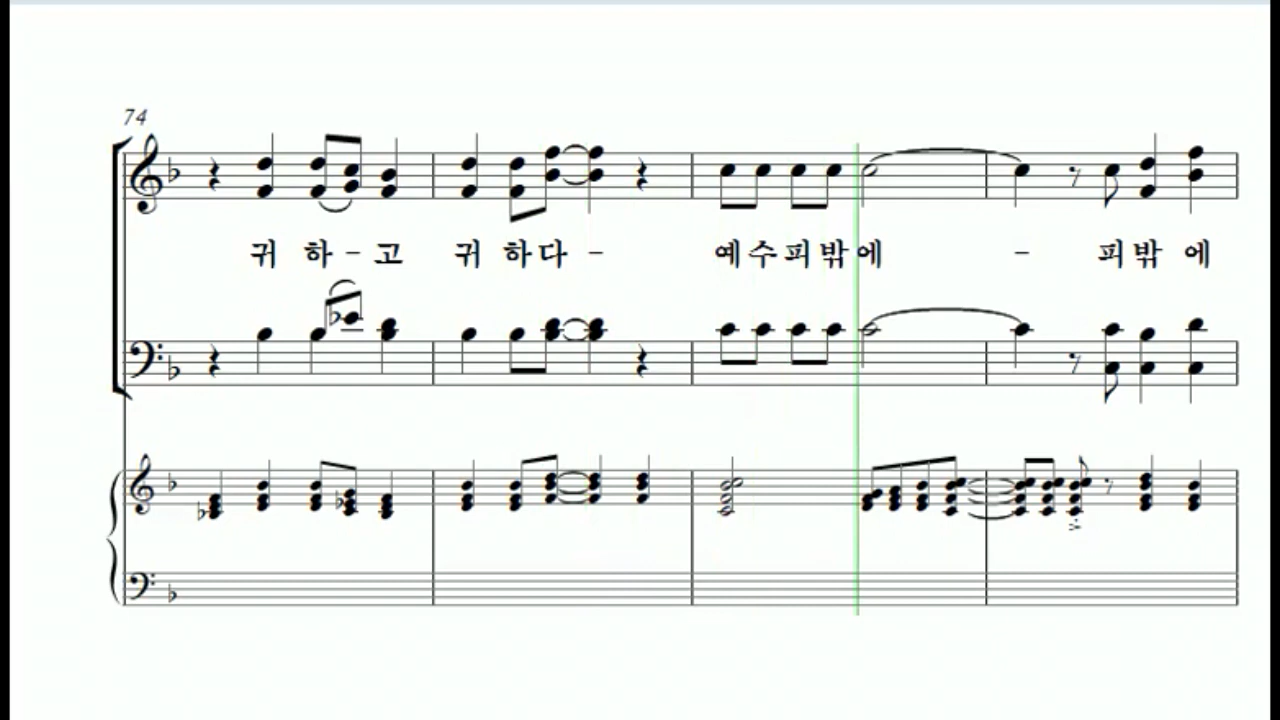 74
귀 하 - 고 귀 하 다 - 예 수 피 밖 에 - 피 밖 에